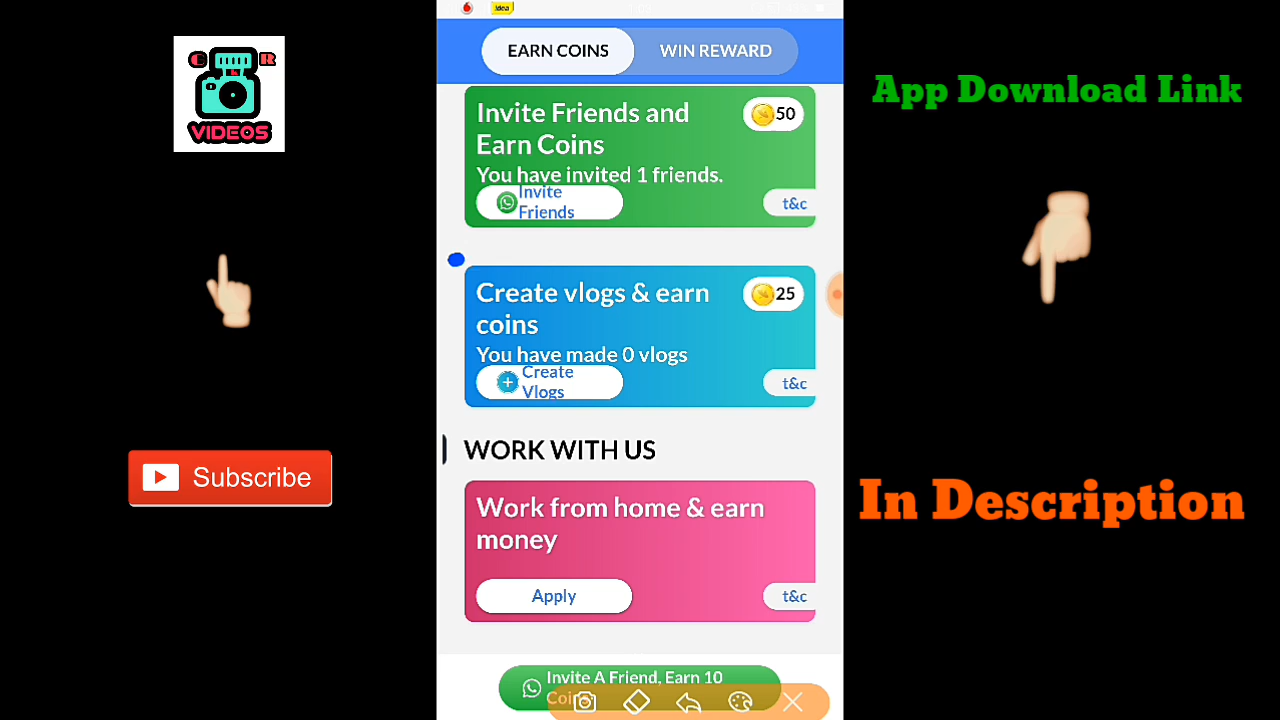 idea
EARN COINS
WIN REWARD
Invite Friends and
Earn Coins
50
You have invited 1 friends.
Invite
Friends
t&c
Create vlogs & earn
coins
25
You have made 0 vlogs
Create
Vlogs
t&c
WORK WITH US
Work from home & earn
money
Apply
t&c
Invite A Friend, Earn 10
VIDEOS
Subscribe
App Download Link
In Description